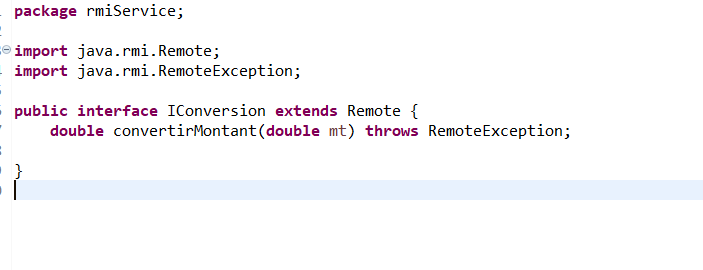 package rmiService;
import java.rmi.Remote;
import java.rmi.RemoteException;
public interface IConversion extends Remote {
    double convertirMontant(double mt) throws RemoteException;
}